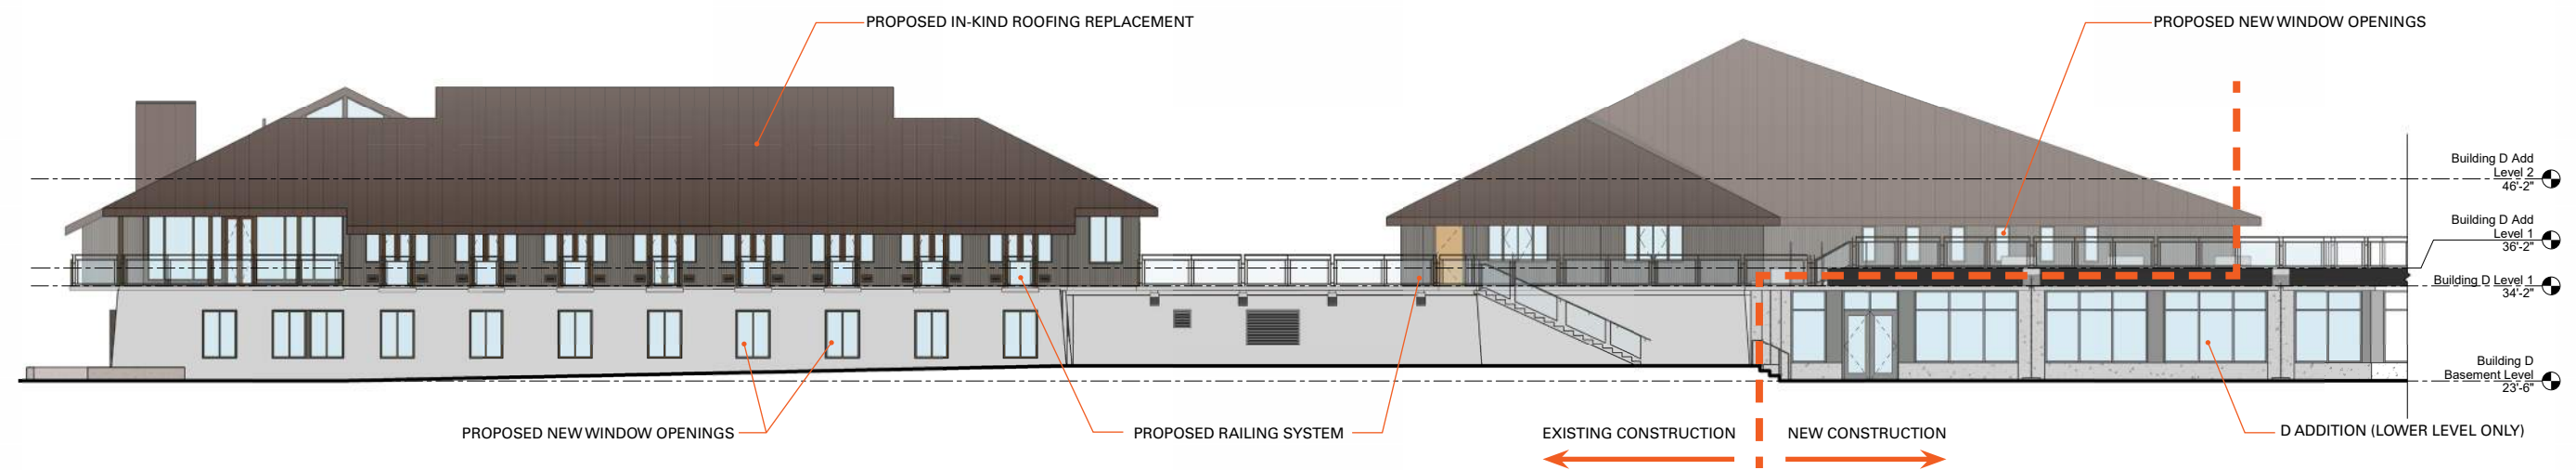 PROPOSED IN-KIND ROOFING REPLACEMENT
PROPOSED NEW WINDOW OPENINGS
Building D Add
Level 2
46'-2"
Building D Add
Level 1
36'-2"
Building D Level 1
34'-2"
Building D
Basement Level
23'-6"
PROPOSED NEW WINDOW OPENINGS
PROPOSED RAILING SYSTEM
EXISTING CONSTRUCTION
NEW CONSTRUCTION
D ADDITION (LOWER LEVEL ONLY)